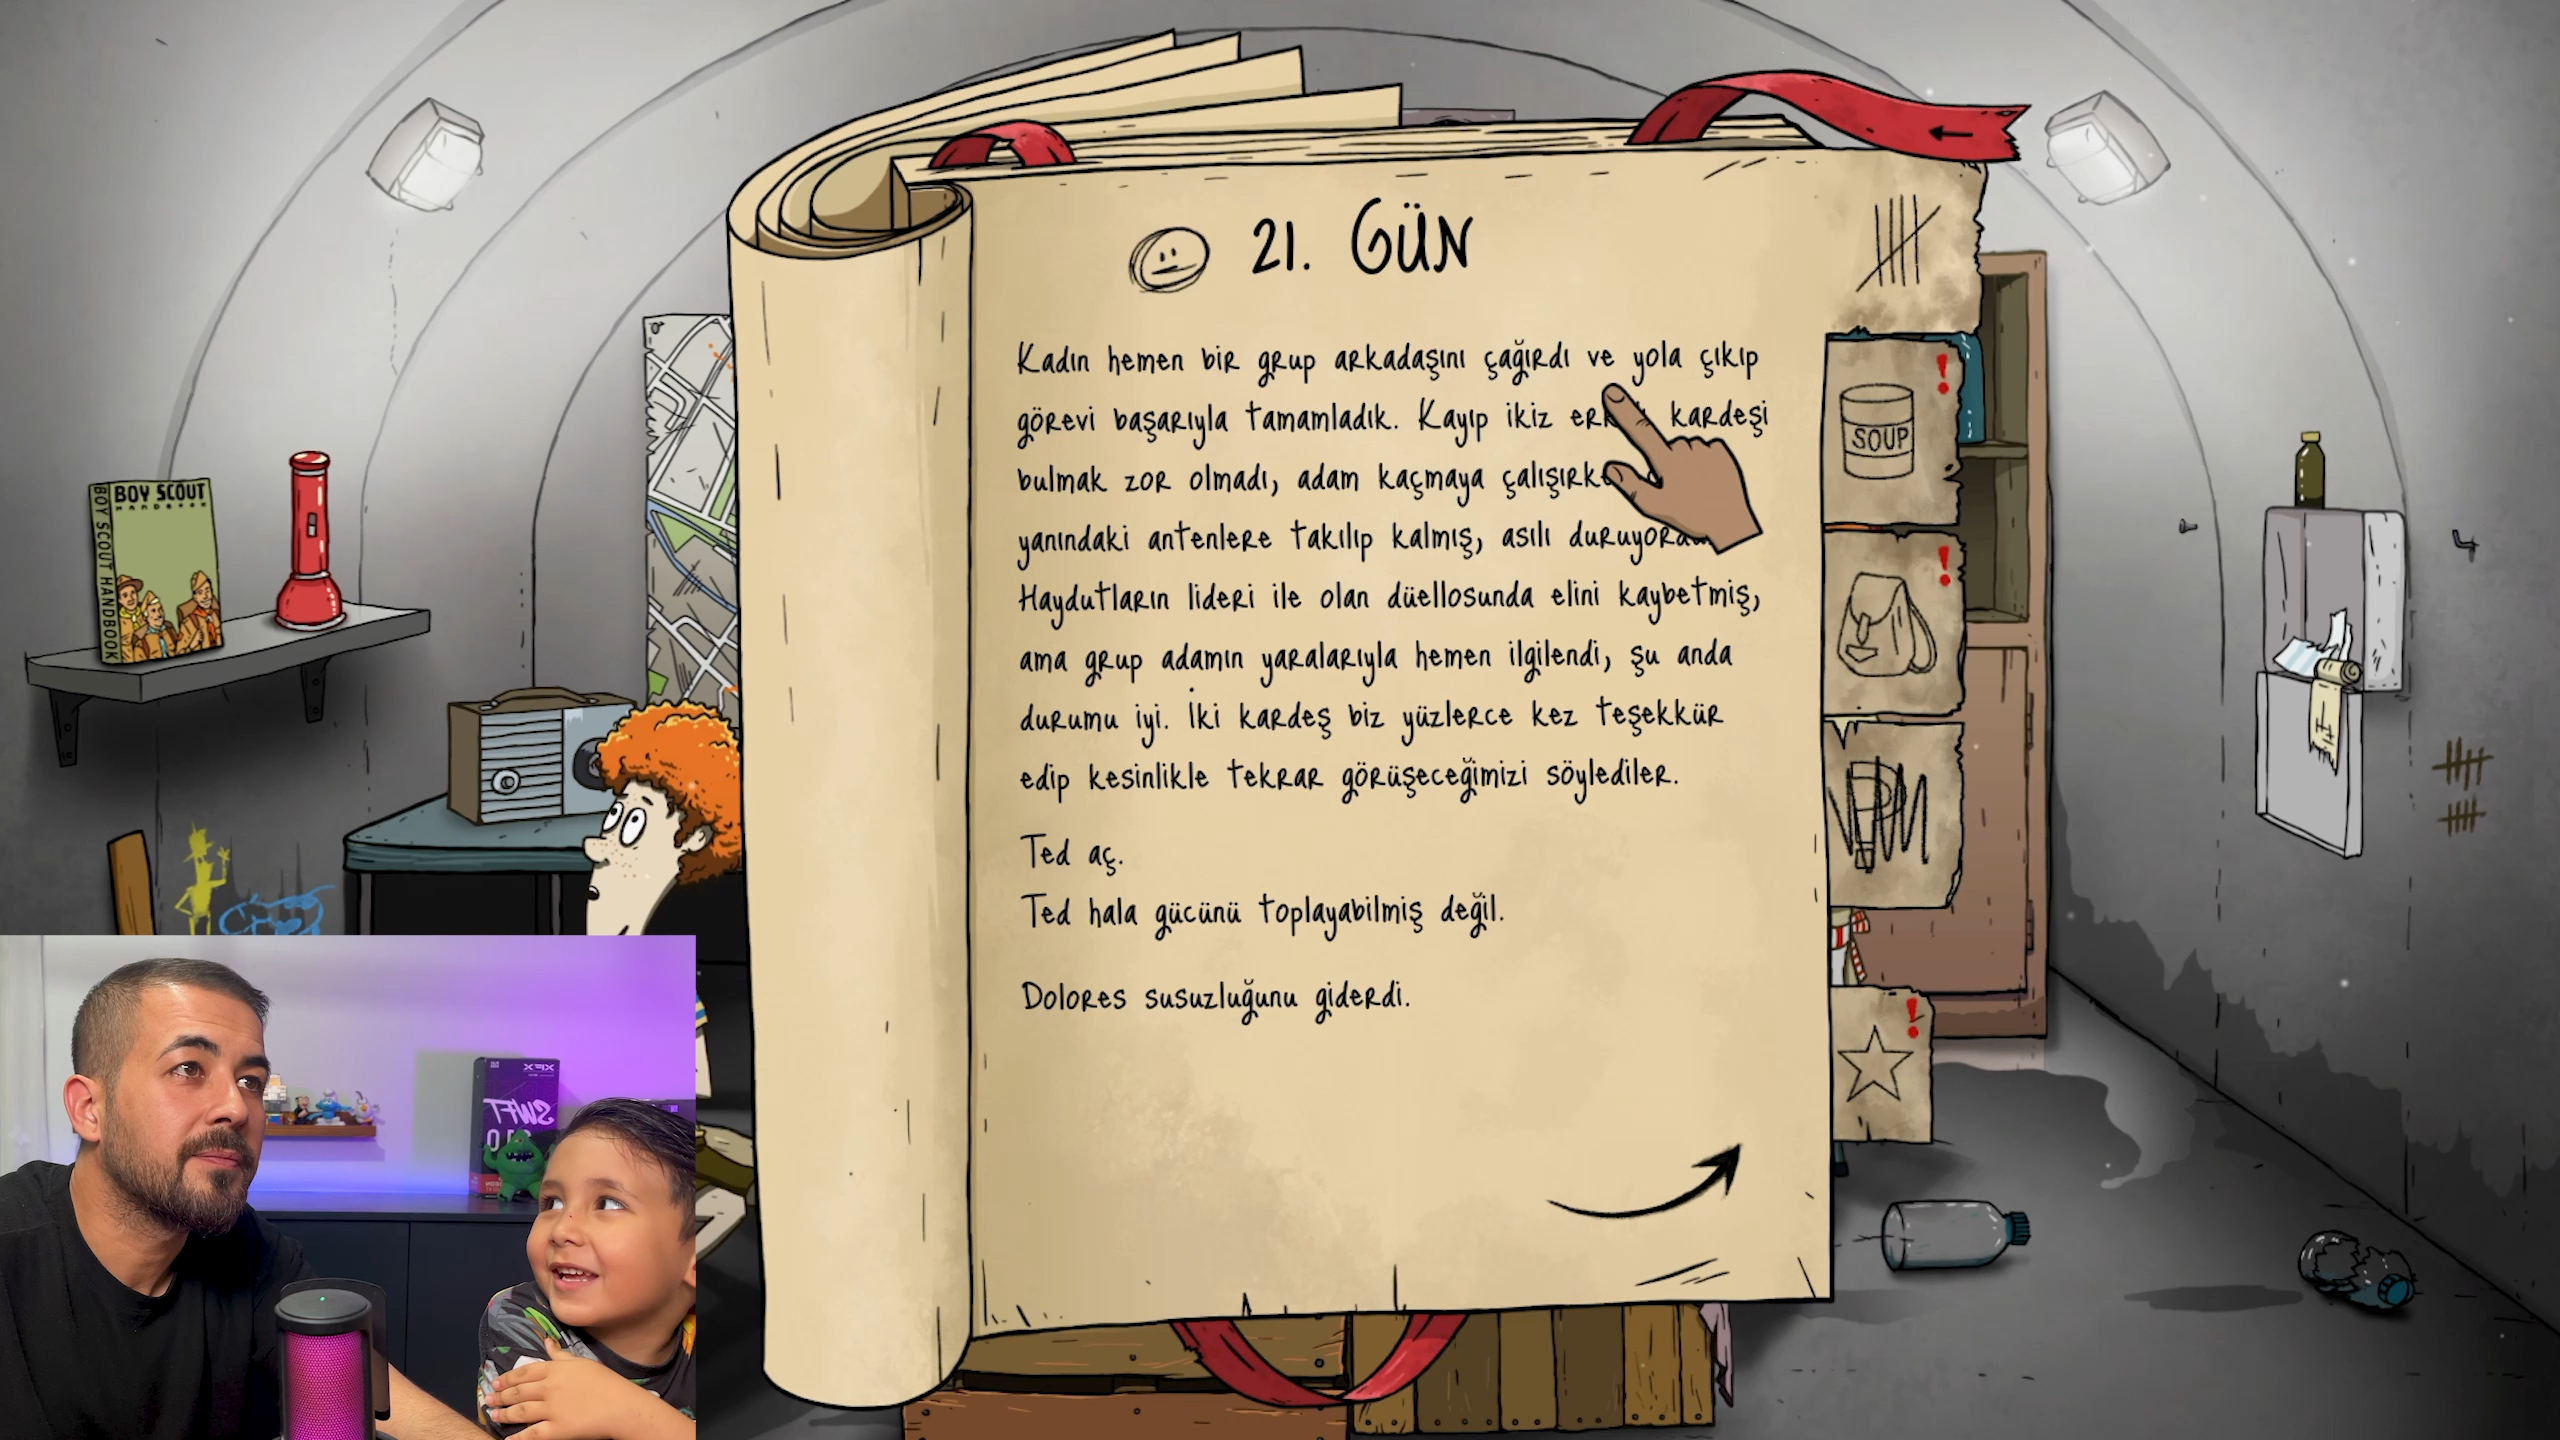 21. GÜN
Kadın hemen bir grup arkadaşını çağırdı ve yola çıkıp
görevi başarıyla tamamladık. Kayıp ikiz kardeşi
bulmak zor olmadı, adam kaçmaya
yanındaki antenlere takılıp kalmış, asılı
Haydutların lideri ile olan düellosunda elini kaybetmiş,
ama grup adamın yaralarıyla hemen ilgilendi, şu anda
durumu iyi. İki kardeş biz yüzlerce kez teşekkür
edip kesinlikle tekrar görüşeceğimizi söylediler.
Ted aç.
Ted hala gücünü toplayabilmiş değil.
Dolores susuzluğunu giderdi.
SOUP
BOY SCOUT
HANDBOOK
BOY SCOUT HANDBOOK
XFX
SWFT